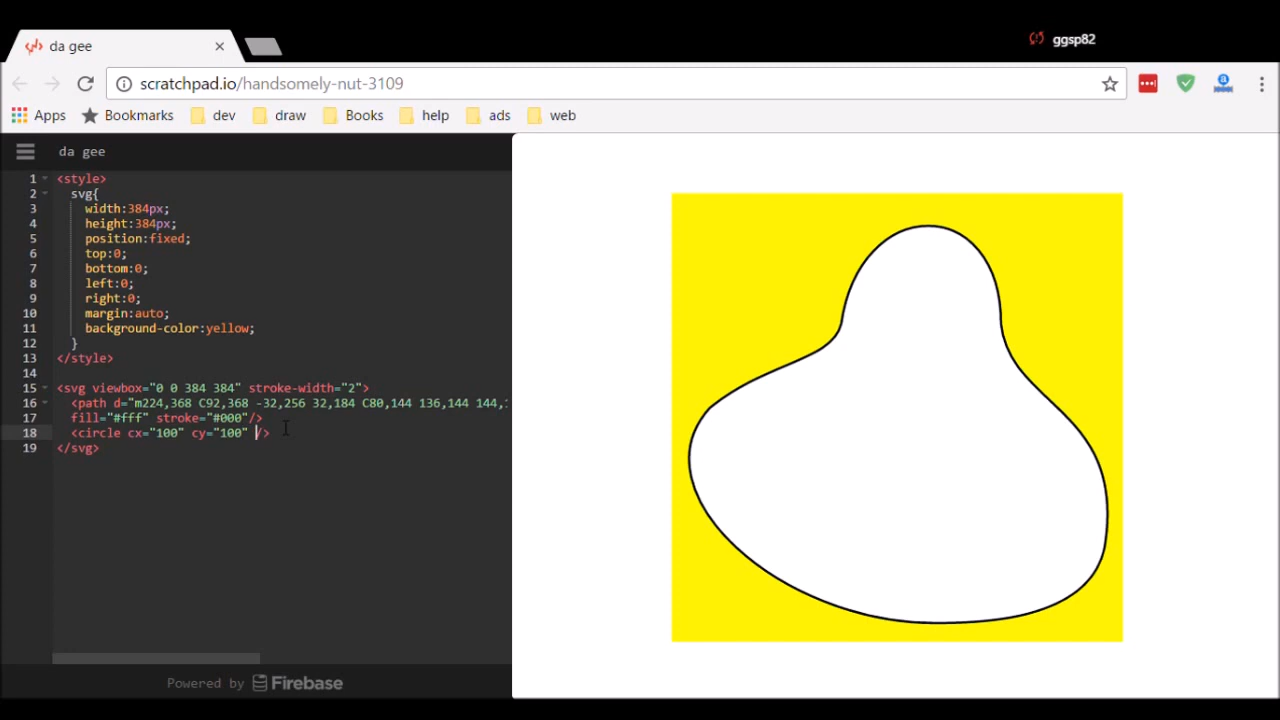 da gee
ggsp82
scratchpad.io/handsomely-nut-3109
Apps Bookmarks dev draw Books help ads web
da gee
1 <style>
2 svg{
3 width:384px;
4 height:384px;
5 position:fixed;
6 top:0;
7 bottom:0;
8 left:0;
9 right:0;
10 margin:auto;
11 background-color:yellow;
12 }
13 </style>
14
15 <svg viewbox="0 0 384 384" stroke-width="2">
16 <path d="m224,368 C92,368 -32,256 32,184 C80,144 136,144 144,
17 fill="#fff" stroke="#000"/>
18 <circle cx="100" cy="100" />
19 </svg>
Powered by Firebase